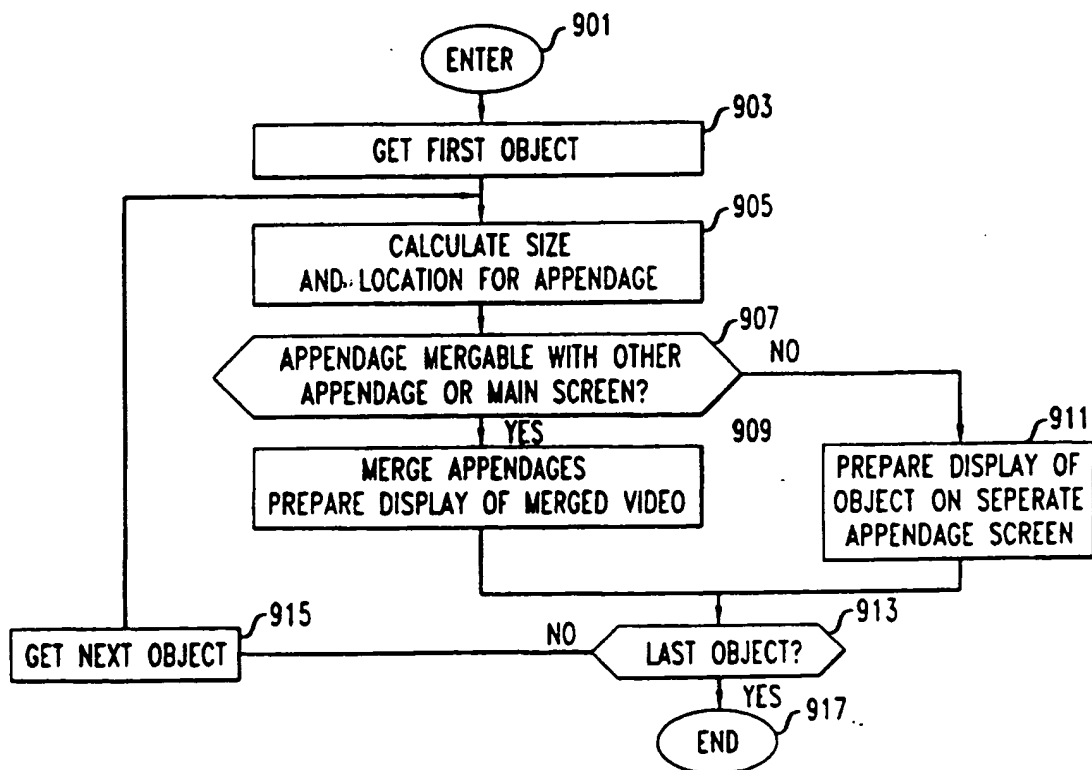 901
ENTER
903
GET FIRST OBJECT
905
CALCULATE SIZE
AND LOCATION FOR APPENDAGE
907
APPENDAGE MERGABLE WITH OTHER
APPENDAGE OR MAIN SCREEN?
NO
YES
909
MERGE APPENDAGES
PREPARE DISPLAY OF MERGED VIDEO
911
PREPARE DISPLAY OF
OBJECT ON SEPERATE
APPENDAGE SCREEN
913
LAST OBJECT?
NO
915
GET NEXT OBJECT
YES
917
END